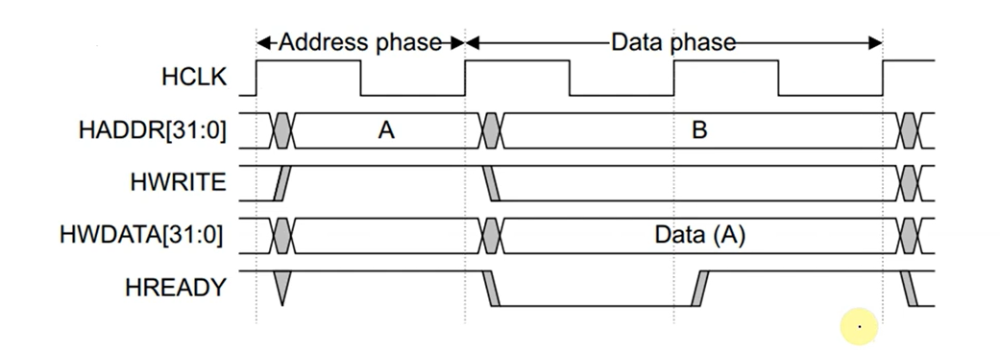 Address phase Data phase
HCLK
HADDR[31:0] A B
HWRITE
HWDATA[31:0] Data (A)
HREADY